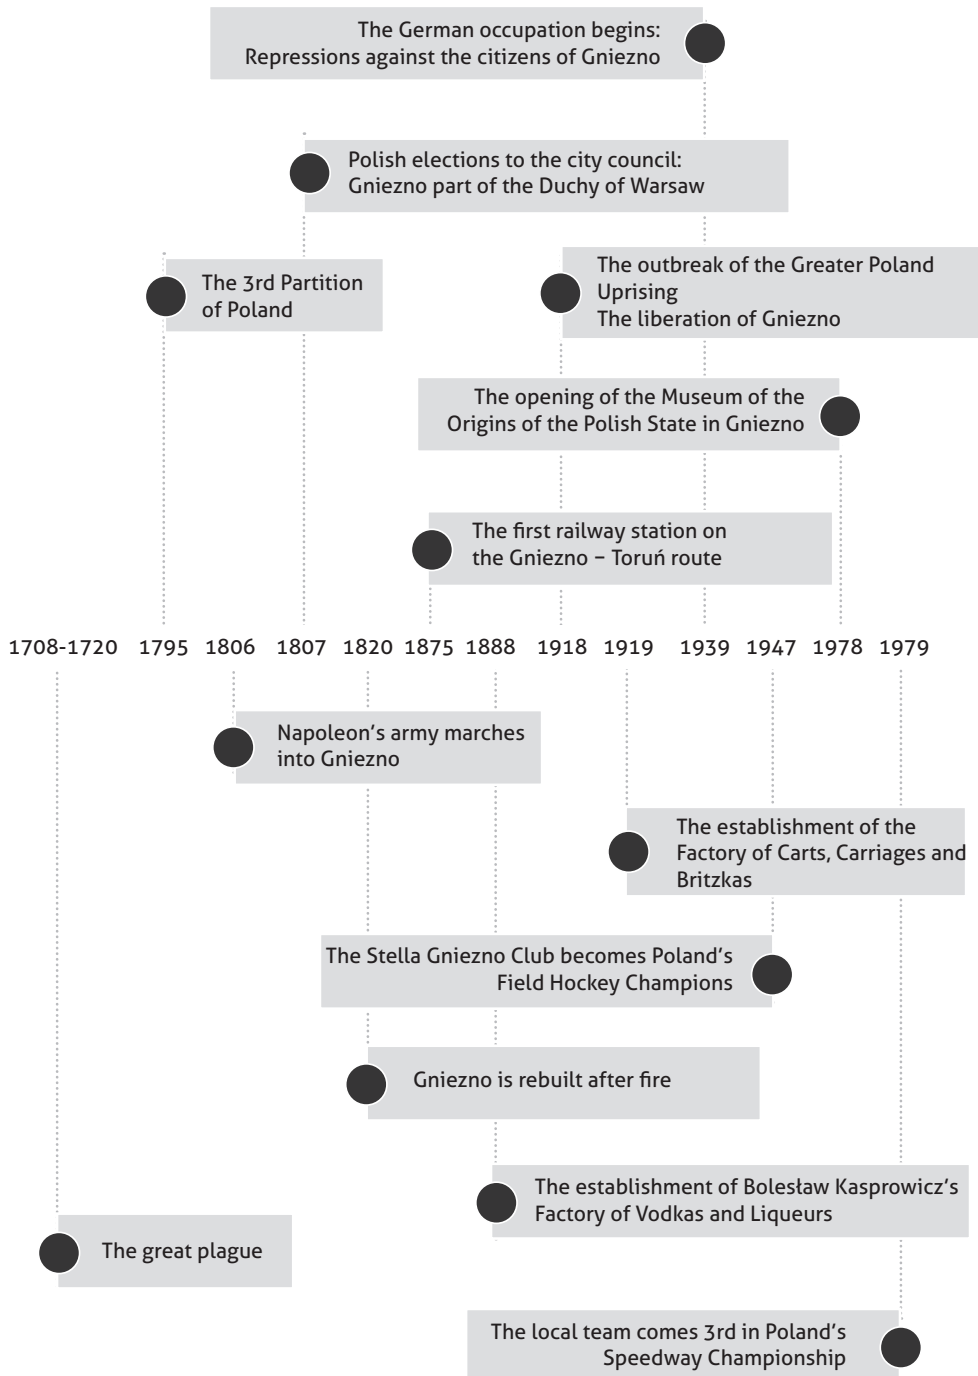 The German occupation begins:
Repressions against the citizens of Gniezno
Polish elections to the city council:
Gniezno part of the Duchy of Warsaw
The 3rd Partition
of Poland
The outbreak of the Greater Poland
Uprising
The liberation of Gniezno
The opening of the Museum of the
Origins of the Polish State in Gniezno
The first railway station on
the Gniezno – Toruń route
1708-1720 1795 1806 1807 1820 1875 1888 1918 1919 1939 1947 1978 1979
Napoleon's army marches
into Gniezno
The establishment of the
Factory of Carts, Carriages and
Britzkas
The Stella Gniezno Club becomes Poland's
Field Hockey Champions
Gniezno is rebuilt after fire
The establishment of Bolesław Kasprowicz's
Factory of Vodkas and Liqueurs
The great plague
The local team comes 3rd in Poland's
Speedway Championship